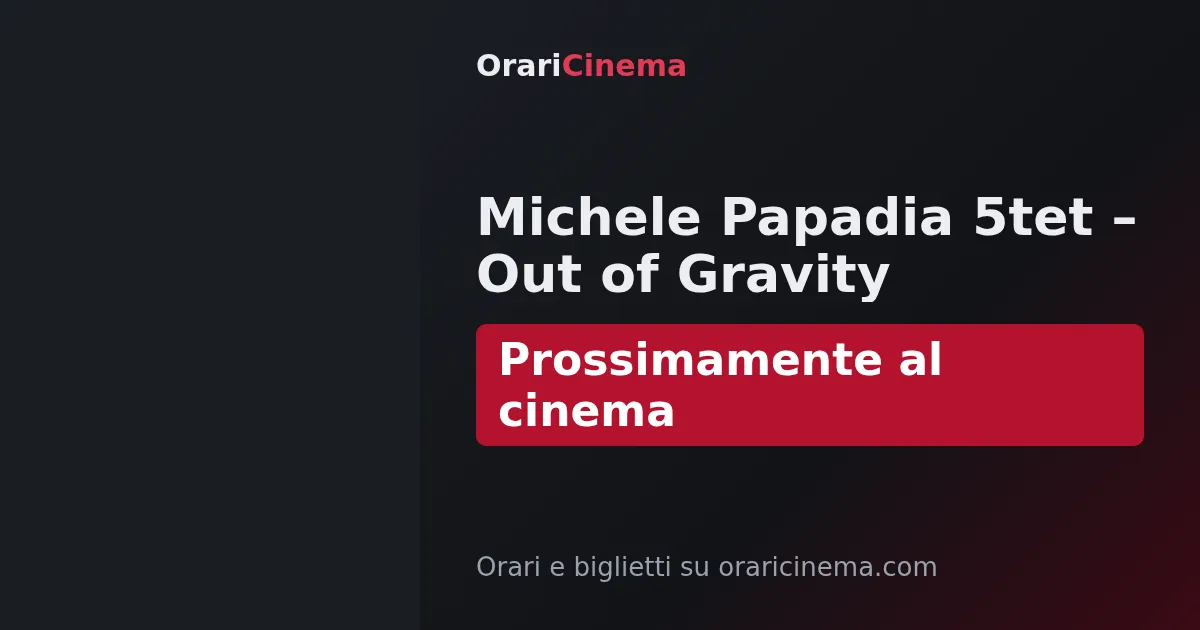 OrariCinema
Michele Papadia 5tet –
Out of Gravity
Prossimamente al
cinema
Orari e biglietti su oraricinema.com